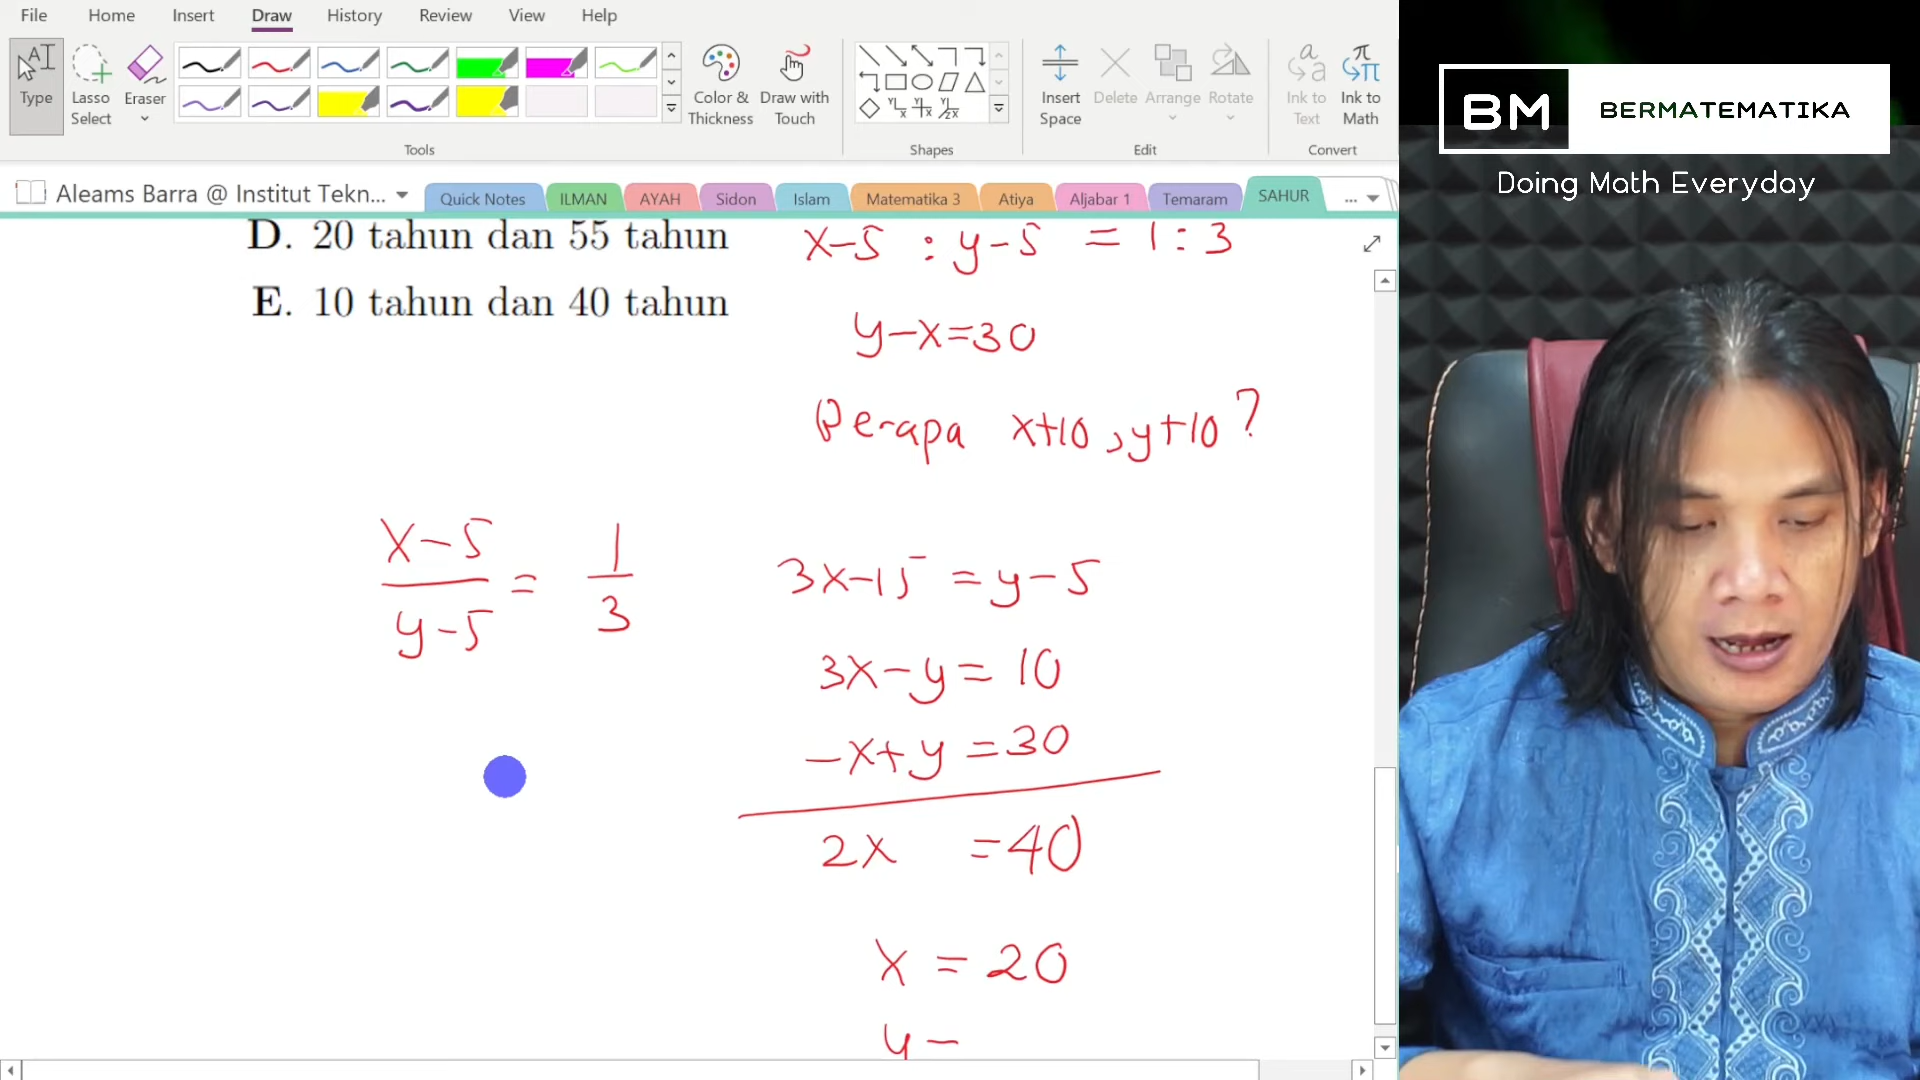 File Home Insert Draw History Review View Help
Type
Lasso Select
Eraser
Color & Thickness
Draw with Touch
Insert Space
Delete
Arrange
Rotate
Ink to Text
Ink to Math
Tools
Shapes
Edit
Convert
Aleams Barra @ Institut Tekn...
Quick Notes ILMAN AYAH Sidon Islam Matematika 3 Atiya Aljabar 1 Temaram SAHUR ...
BM BERMATEMATIKA
Doing Math Everyday
D. 20 tahun dan 55 tahun
E. 10 tahun dan 40 tahun
x-5 : y-5 = 1:3
y-x=30
Berapa x+10, y+10?
x-5
y-5
=
1
3
3x-15 = y-5
3x-y = 10
-x+y = 30
2x = 40
x = 20
y =